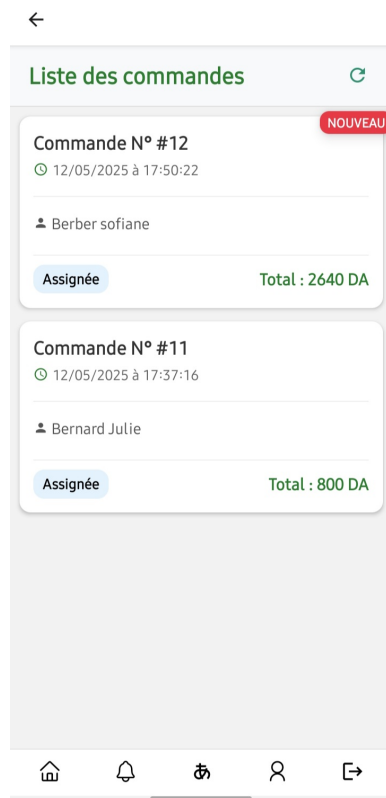 Liste des commandes
NOUVEAU
Commande N° #12
12/05/2025 à 17:50:22
Berber sofiane
Assignée
Total : 2640 DA
Commande N° #11
12/05/2025 à 17:37:16
Bernard Julie
Assignée
Total : 800 DA
あ